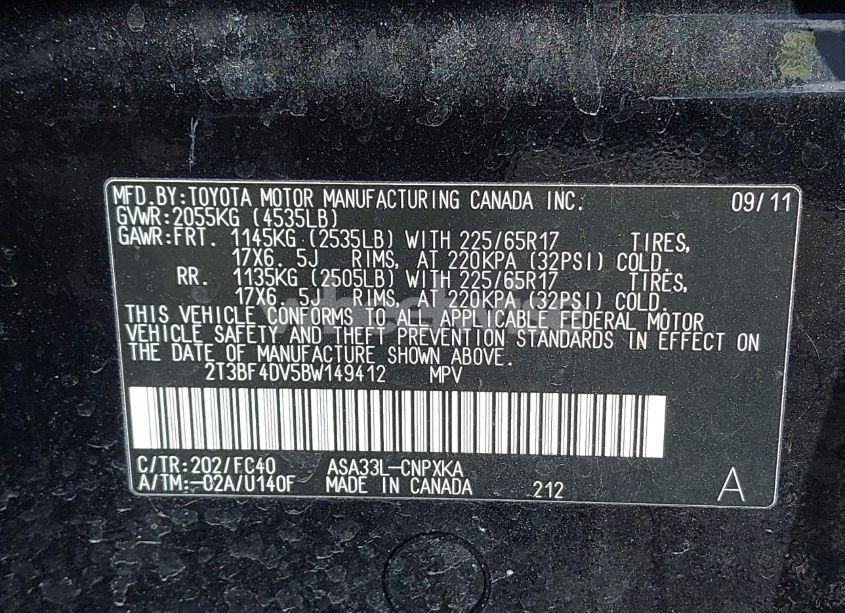 MFD.BY:TOYOTA MOTOR MANUFACTURING CANADA INC. 09/11
GVWR:2055KG (4535LB)
GAWR:FRT. 1145KG (2535LB) WITH 225/65R17 TIRES,
17X6. 5J RIMS, AT 220KPA (32PSI) COLD.
RR. 1135KG (2505LB) WITH 225/65R17 TIRES,
17X6. 5J RIMS, AT 220KPA (32PSI) COLD.
THIS VEHICLE CONFORMS TO ALL APPLICABLE FEDERAL MOTOR
VEHICLE SAFETY AND THEFT PREVENTION STANDARDS IN EFFECT ON
THE DATE OF MANUFACTURE SHOWN ABOVE.
2T3BF4DV5BW149412 MPV
C/TR:202/FC40 ASA33L-CNPXKA
A/TM:-02A/U140F MADE IN CANADA 212 A